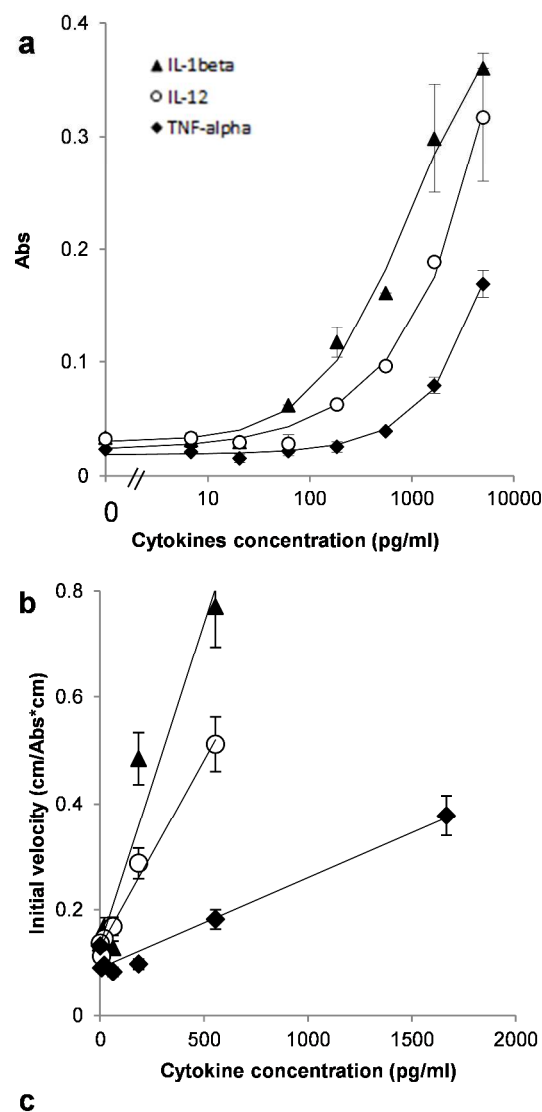 a
0.4
IL-1beta
IL-12
TNF-alpha
0.3
Abs
0.2
0.1
0
0 10 100 1000 10000
Cytokines concentration (pg/ml)
b
0.8
Initial velocity (cm/Abs*cm)
0.6
0.4
0.2
0
0 500 1000 1500 2000
Cytokine concentration (pg/ml)
c